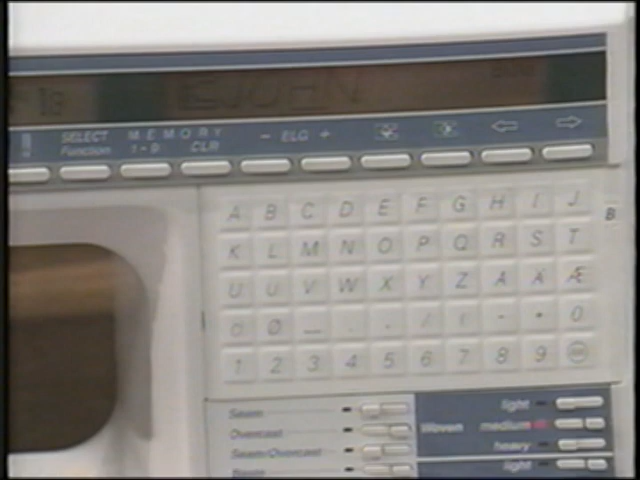 SELECT MEMORY - ELG +
Function 1-9 CLR
A B C D E F G H I J
B
K L M N O P Q R S T
U Ü V W X Y Z Å Ä Æ
Ö Ø _ . , / ( - • 0
1 2 3 4 5 6 7 8 9
Seam light
Overcast Woven medium
Seam/Overcast heavy
light